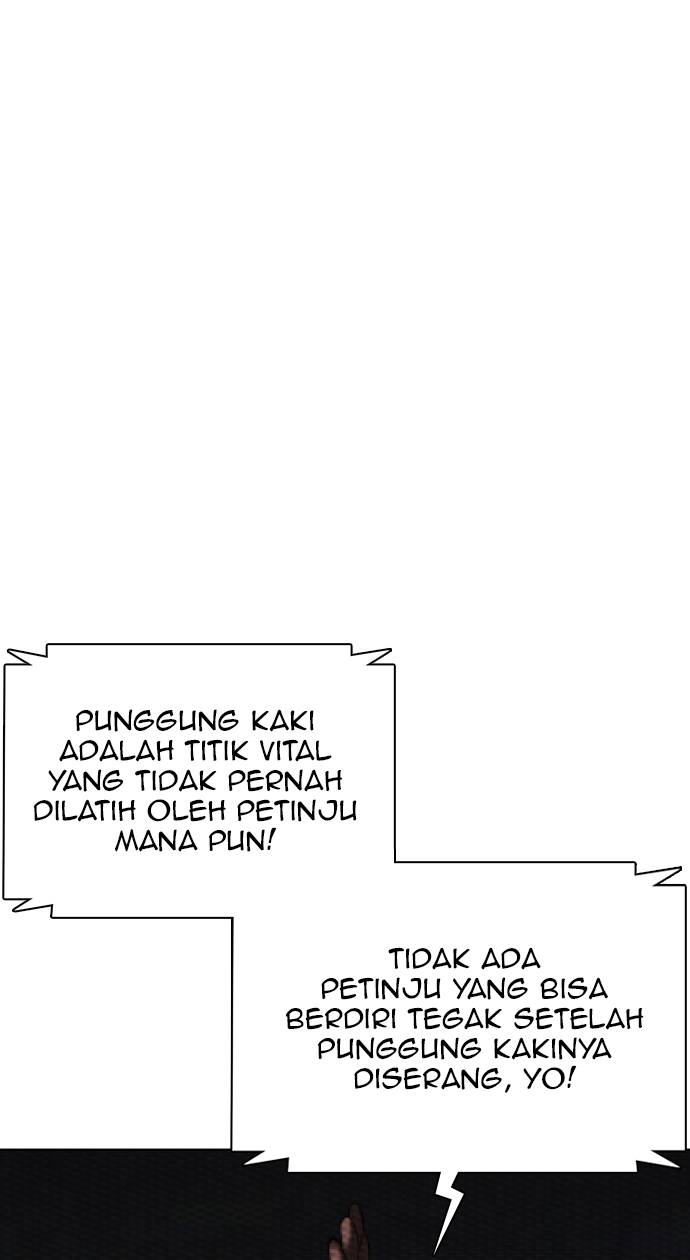 PUNGGUNG KAKI
ADALAH TITIK VITAL
YANG TIDAK PERNAH
DILATIH OLEH PETINJU
MANA PUN!
TIDAK ADA
PETINJU YANG BISA
BERDIRI TEGAK SETELAH
PUNGGUNG KAKINYA
DISERANG, YO!